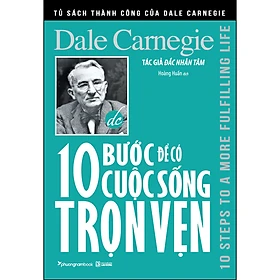 TỦ SÁCH THÀNH CÔNG CỦA DALE CARNEGIE
Dale Carnegie
TÁC GIẢ ĐẮC NHÂN TÂM
Hoàng Huấn dịch
dc
10 BƯỚC ĐỂ CÓ
CUỘC SỐNG
TRỌN VẸN
10 STEPS TO A MORE FULFILLING LIFE
phuongnambook